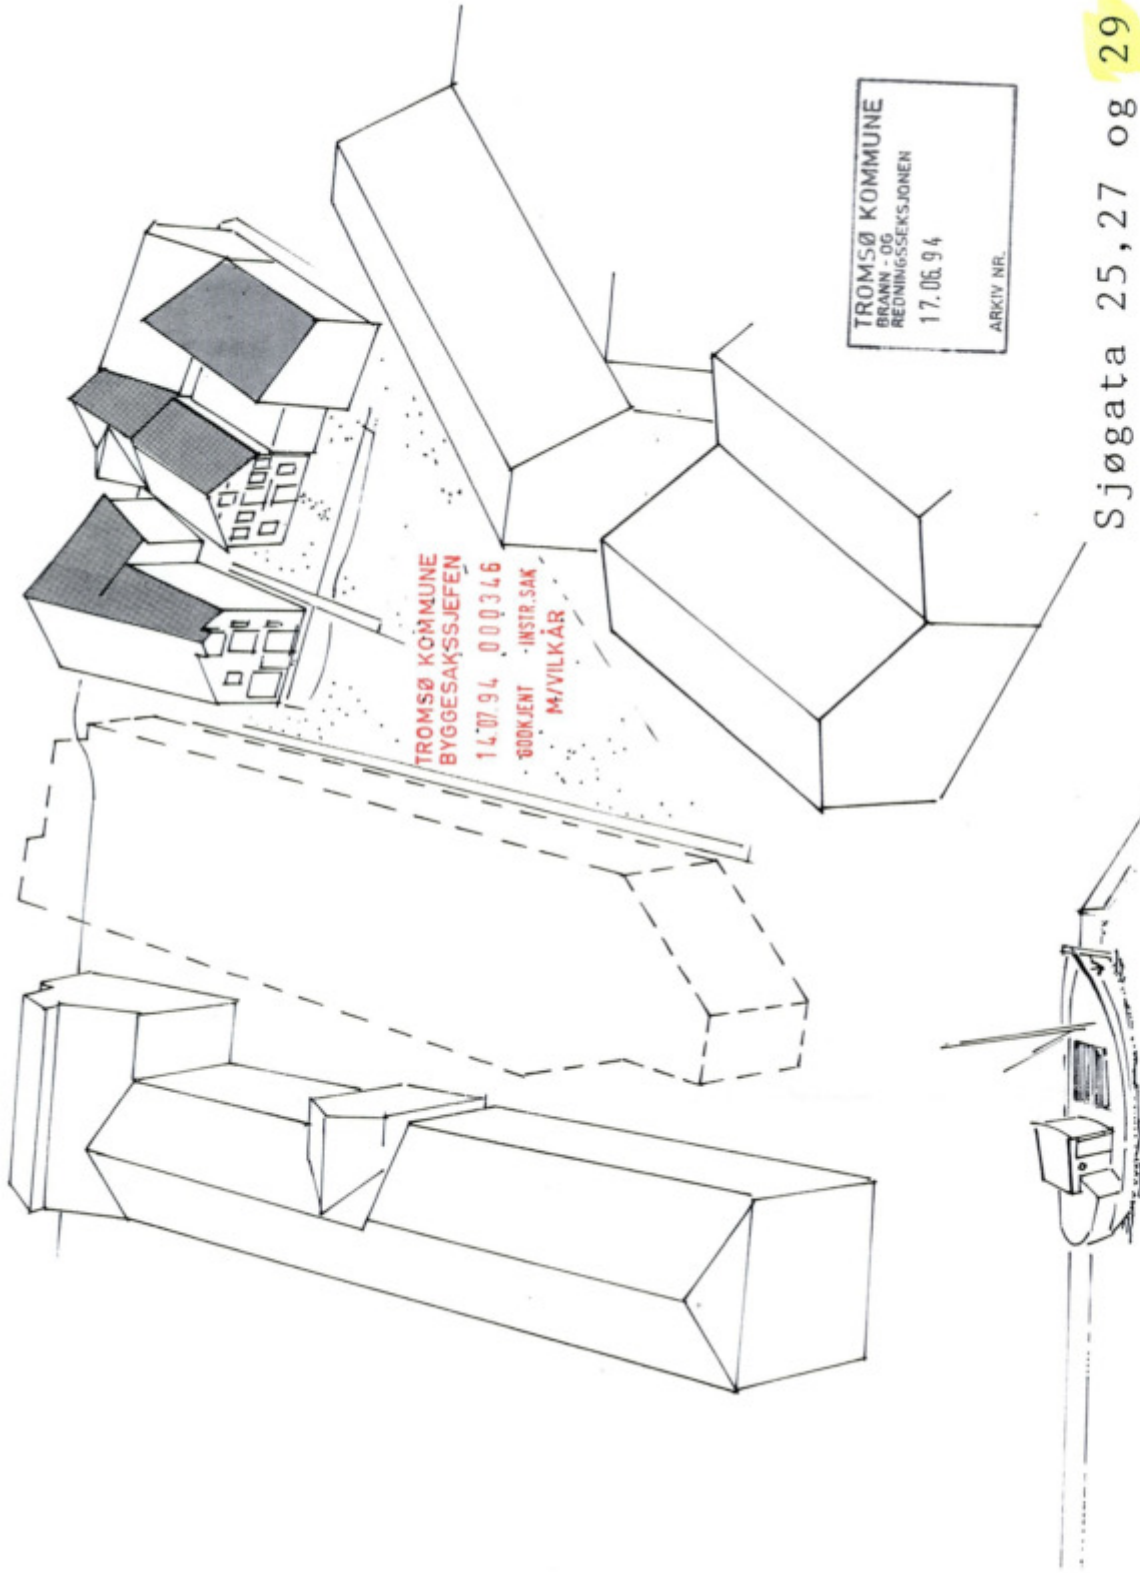 TROMSØ KOMMUNE
BYGGESAKSSJEFEN
14.07.94 000346
GODKJENT INSTR.SAK
M/VILKÅR
TROMSØ KOMMUNE
BRANN - OG
REDNINGSSEKSJONEN
17.06.94
ARKIV NR.
Sjøgata 25,27 og 29